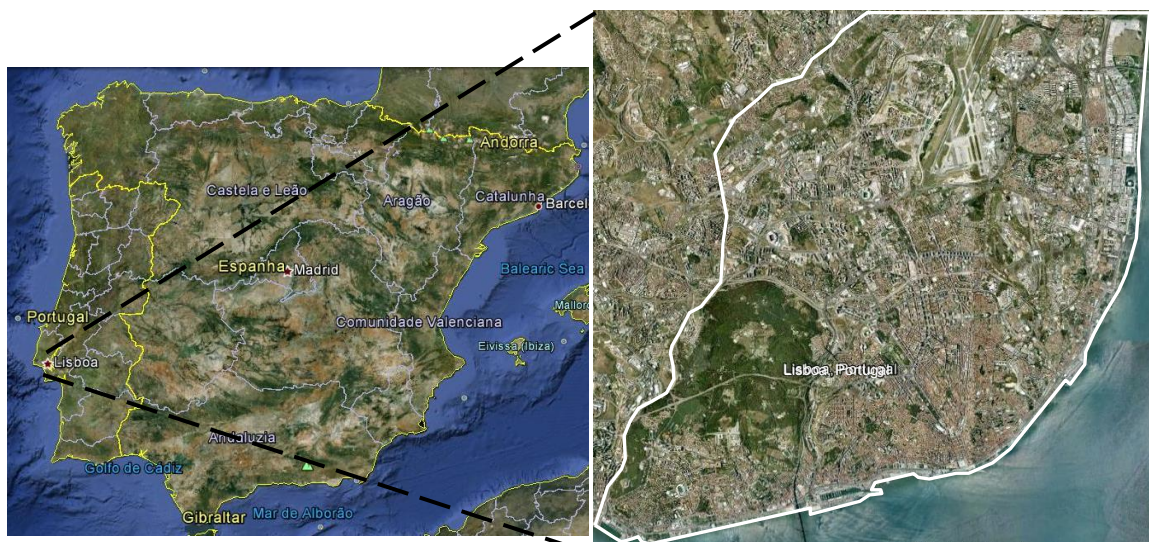 Andorra
Castela e Leão
Aragão
Catalunha
Barcel
Espanha
Madrid
Balearic Sea
Mallor
Portugal
Comunidade Valenciana
Eivissa (Ibiza)
Lisboa
Andaluzia
Golfo de Cádiz
Gibraltar
Mar de Alborão
Lisboa, Portugal